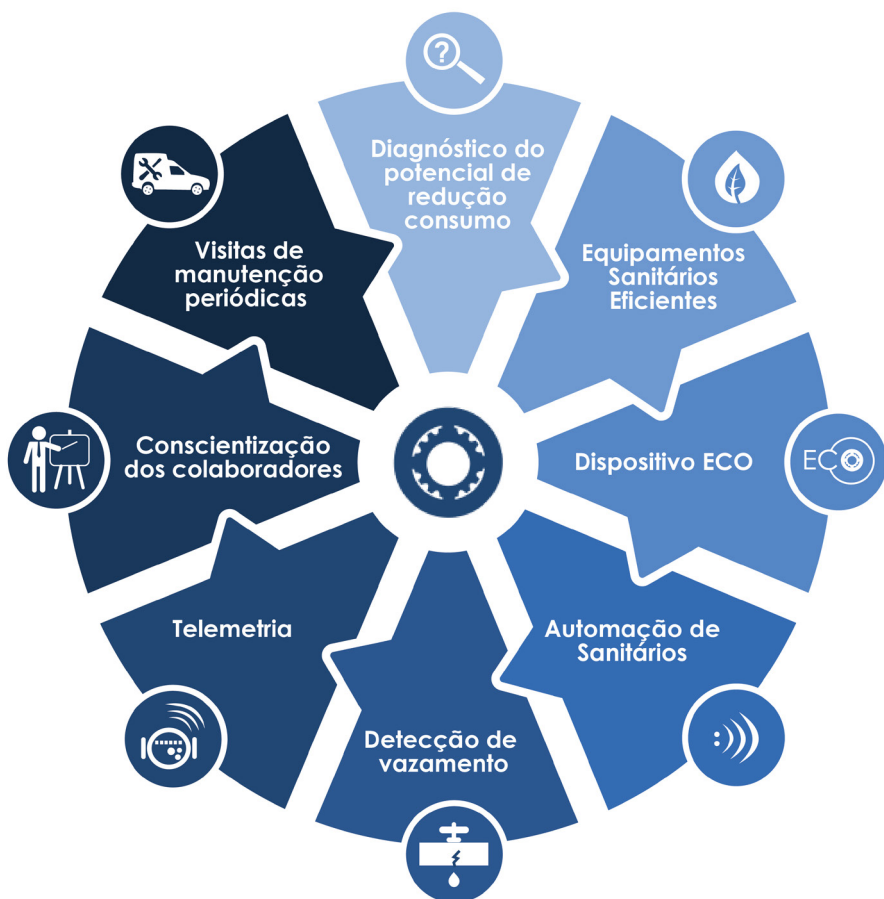 ?
Diagnóstico do
potencial de
redução
consumo
Equipamentos
Sanitários
Eficientes
Dispositivo ECO
ECO
Automação de
Sanitários
Detecção de
vazamento
Telemetria
Conscientização
dos colaboradores
Visitas de
manutenção
periódicas